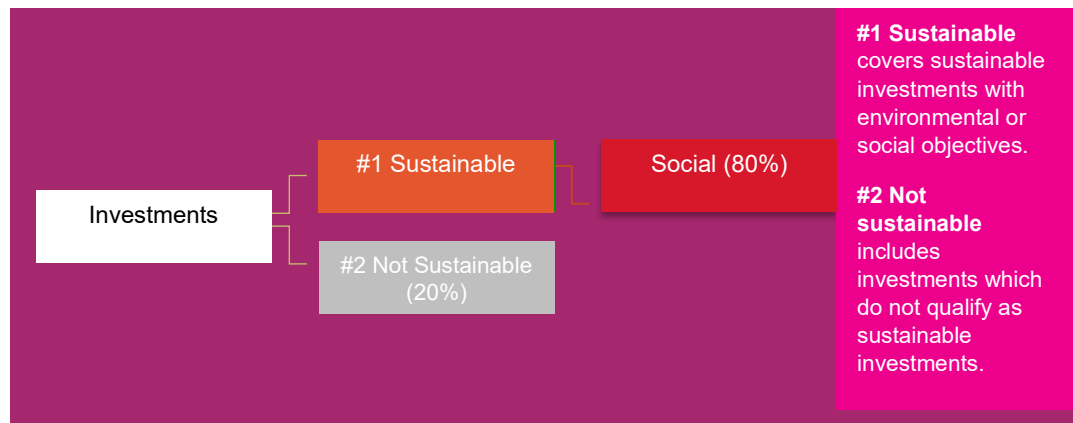 Investments
#1 Sustainable
#2 Not Sustainable
(20%)
Social (80%)
#1 Sustainable
covers sustainable
investments with
environmental or
social objectives.
#2 Not
sustainable
includes
investments which
do not qualify as
sustainable
investments.